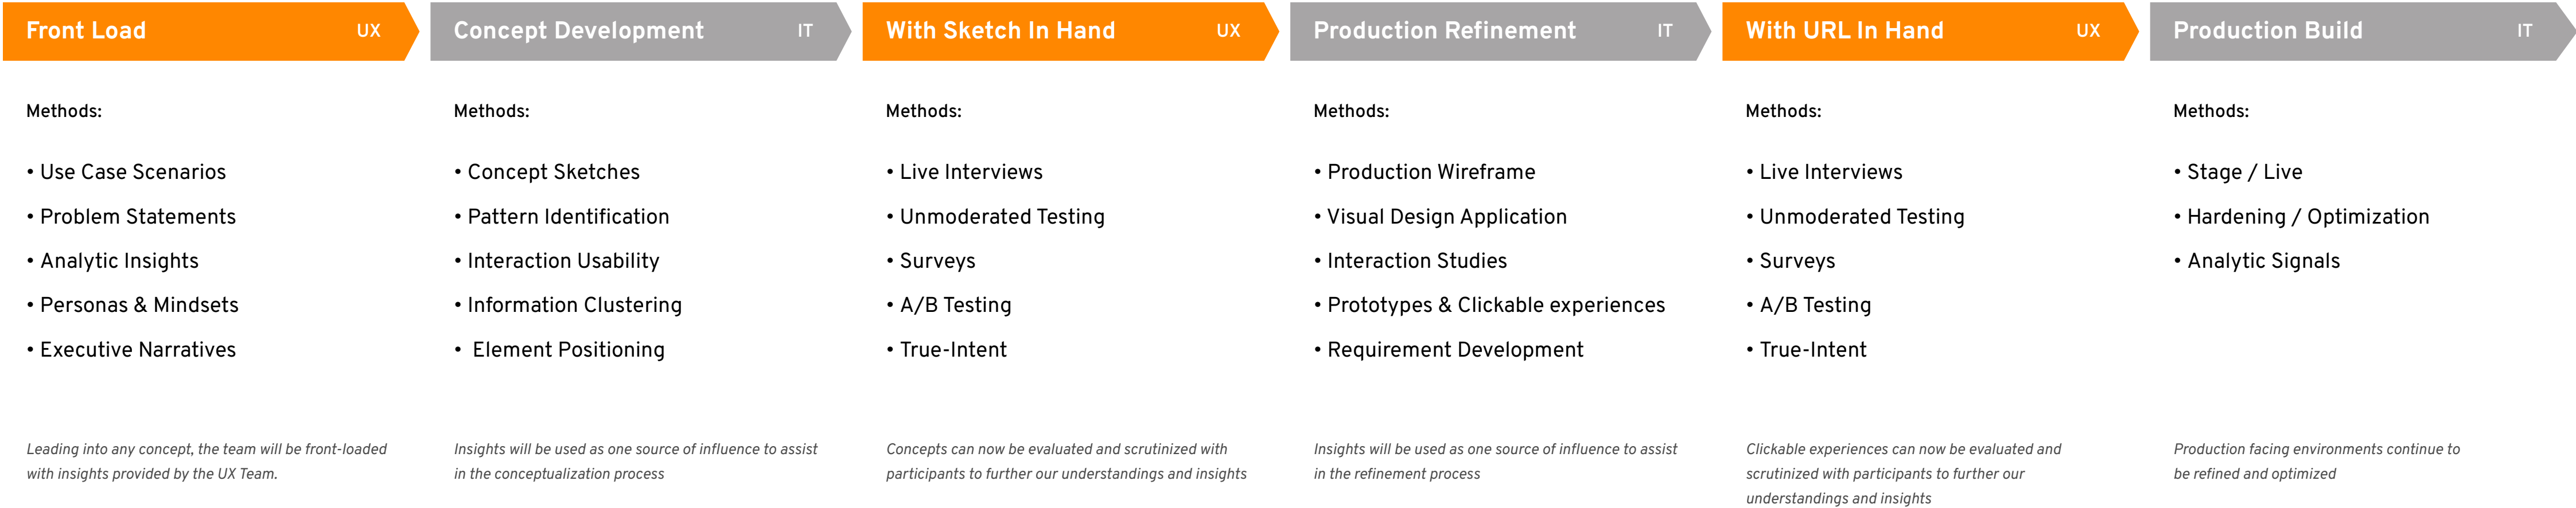 Front Load UX
Methods:
• Use Case Scenarios
• Problem Statements
• Analytic Insights
• Personas & Mindsets
• Executive Narratives
Leading into any concept, the team will be front-loaded
with insights provided by the UX Team.
Concept Development IT
Methods:
• Concept Sketches
• Pattern Identification
• Interaction Usability
• Information Clustering
• Element Positioning
Insights will be used as one source of influence to assist
in the conceptualization process
With Sketch In Hand UX
Methods:
• Live Interviews
• Unmoderated Testing
• Surveys
• A/B Testing
• True-Intent
Concepts can now be evaluated and scrutinized with
participants to further our understandings and insights
Production Refinement IT
Methods:
• Production Wireframe
• Visual Design Application
• Interaction Studies
• Prototypes & Clickable experiences
• Requirement Development
Insights will be used as one source of influence to assist
in the refinement process
With URL In Hand UX
Methods:
• Live Interviews
• Unmoderated Testing
• Surveys
• A/B Testing
• True-Intent
Clickable experiences can now be evaluated and
scrutinized with participants to further our
understandings and insights
Production Build IT
Methods:
• Stage / Live
• Hardening / Optimization
• Analytic Signals
Production facing environments continue to
be refined and optimized